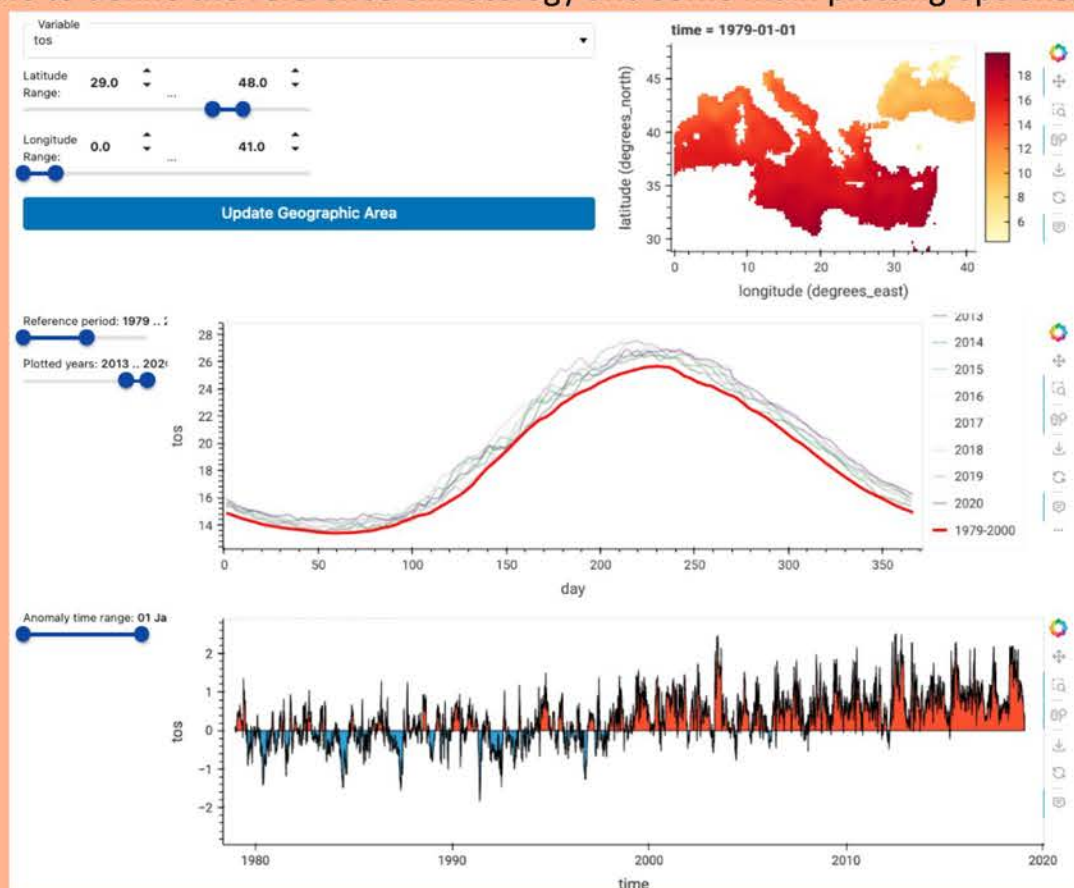 Variable
tos
Latitude
Range:
29.0 ... 48.0
Longitude
Range:
0.0 ... 41.0
Update Geographic Area
time = 1979-01-01
latitude (degrees_north)
45
40
35
30
0 10 20 30 40
longitude (degrees_east)
18
16
14
12
10
8
6
Reference period: 1979 ..
Plotted years: 2013 .. 202
tos
28
26
24
22
20
18
16
14
0 50 100 150 200 250 300 350
day
2013
2014
2015
2016
2017
2018
2019
2020
1979-2000
...
Anomaly time range: 01 Ja
tos
2
1
0
−1
−2
1980 1990 2000 2010 2020
time